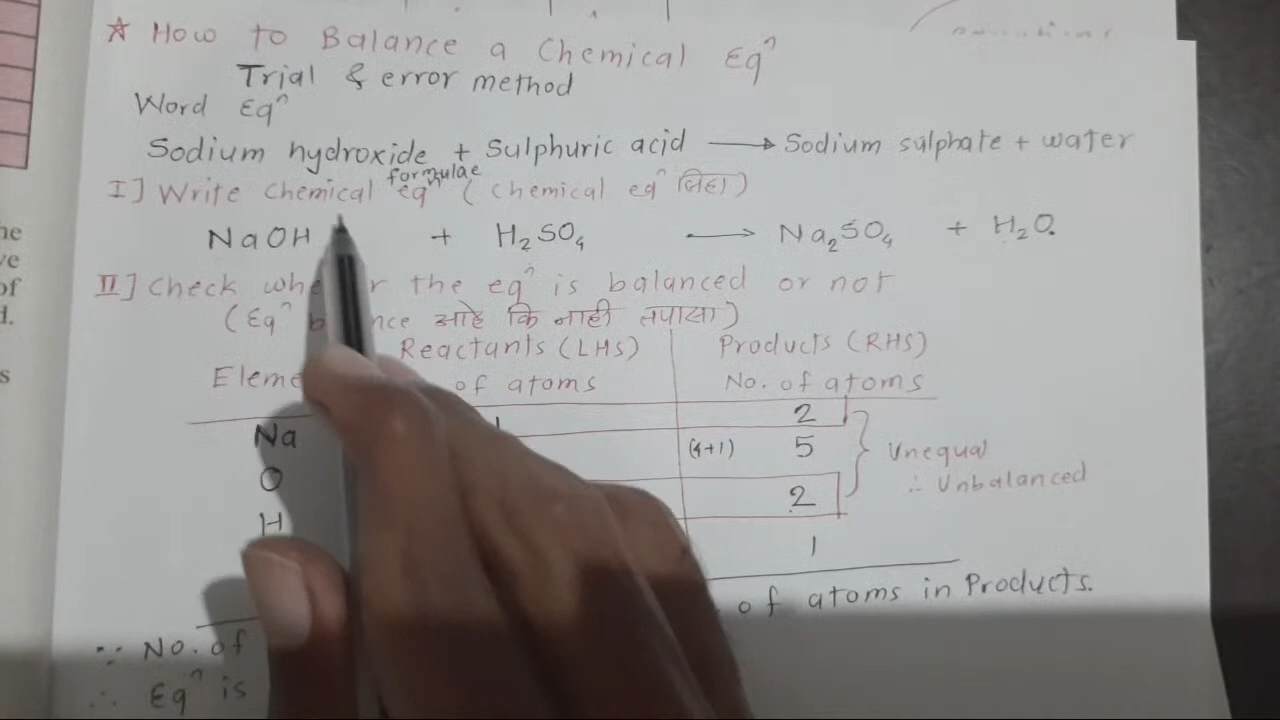 ☆ How to Balance a Chemical Eqⁿ
Trial & error method
Word Eqⁿ
Sodium hydroxide + Sulphuric acid ⟶ Sodium sulphate + water
I] Write chemical formulae eqⁿ (chemical eqⁿ लिहा)
NaOH + H₂SO₄ ⟶ Na₂SO₄ + H₂O.
II] Check the eqⁿ is balanced or not
(Eqⁿ आहे कि नाही तपासा)
Reactants (LHS) Products (RHS)
of atoms No. of atoms
Na 2
O (4+1) 5 Unequal
∴ Unbalanced
H 2
1
of atoms in Products.
∵ No. of
∴ Eqⁿ is
he
ve
of
d.
s